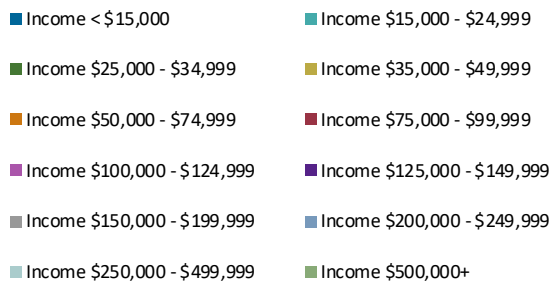 Income < $15,000
Income $15,000 - $24,999
Income $25,000 - $34,999
Income $35,000 - $49,999
Income $50,000 - $74,999
Income $75,000 - $99,999
Income $100,000 - $124,999
Income $125,000 - $149,999
Income $150,000 - $199,999
Income $200,000 - $249,999
Income $250,000 - $499,999
Income $500,000+